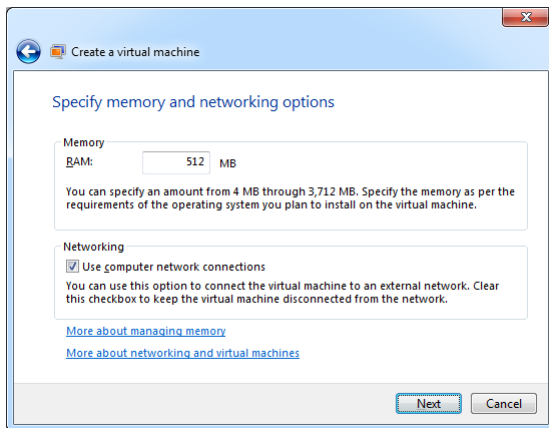 Create a virtual machine
Specify memory and networking options
Memory
RAM: 512 MB
You can specify an amount from 4 MB through 3,712 MB. Specify the memory as per the
requirements of the operating system you plan to install on the virtual machine.
Networking
Use computer network connections
You can use this option to connect the virtual machine to an external network. Clear
this checkbox to keep the virtual machine disconnected from the network.
More about managing memory
More about networking and virtual machines
Next Cancel